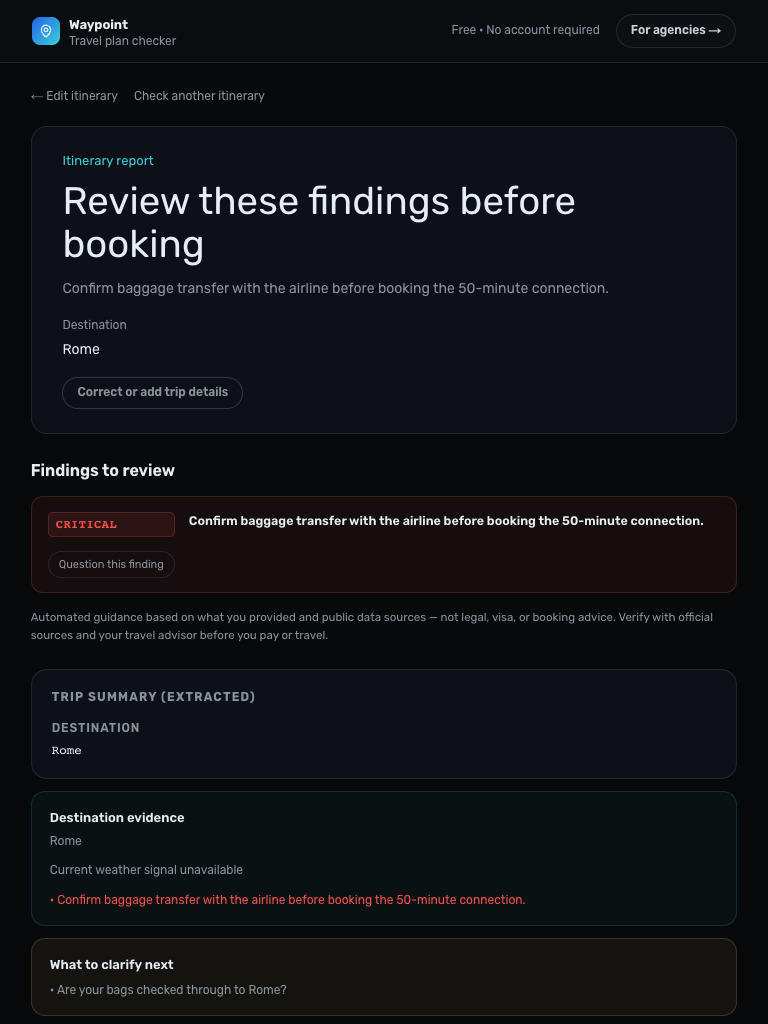 Waypoint
Travel plan checker
Free • No account required
For agencies →
← Edit itinerary
Check another itinerary
Itinerary report
Review these findings before
booking
Confirm baggage transfer with the airline before booking the 50-minute connection.
Destination
Rome
Correct or add trip details
Findings to review
CRITICAL
Confirm baggage transfer with the airline before booking the 50-minute connection.
Question this finding
Automated guidance based on what you provided and public data sources — not legal, visa, or booking advice. Verify with official
sources and your travel advisor before you pay or travel.
TRIP SUMMARY (EXTRACTED)
DESTINATION
Rome
Destination evidence
Rome
Current weather signal unavailable
• Confirm baggage transfer with the airline before booking the 50-minute connection.
What to clarify next
• Are your bags checked through to Rome?